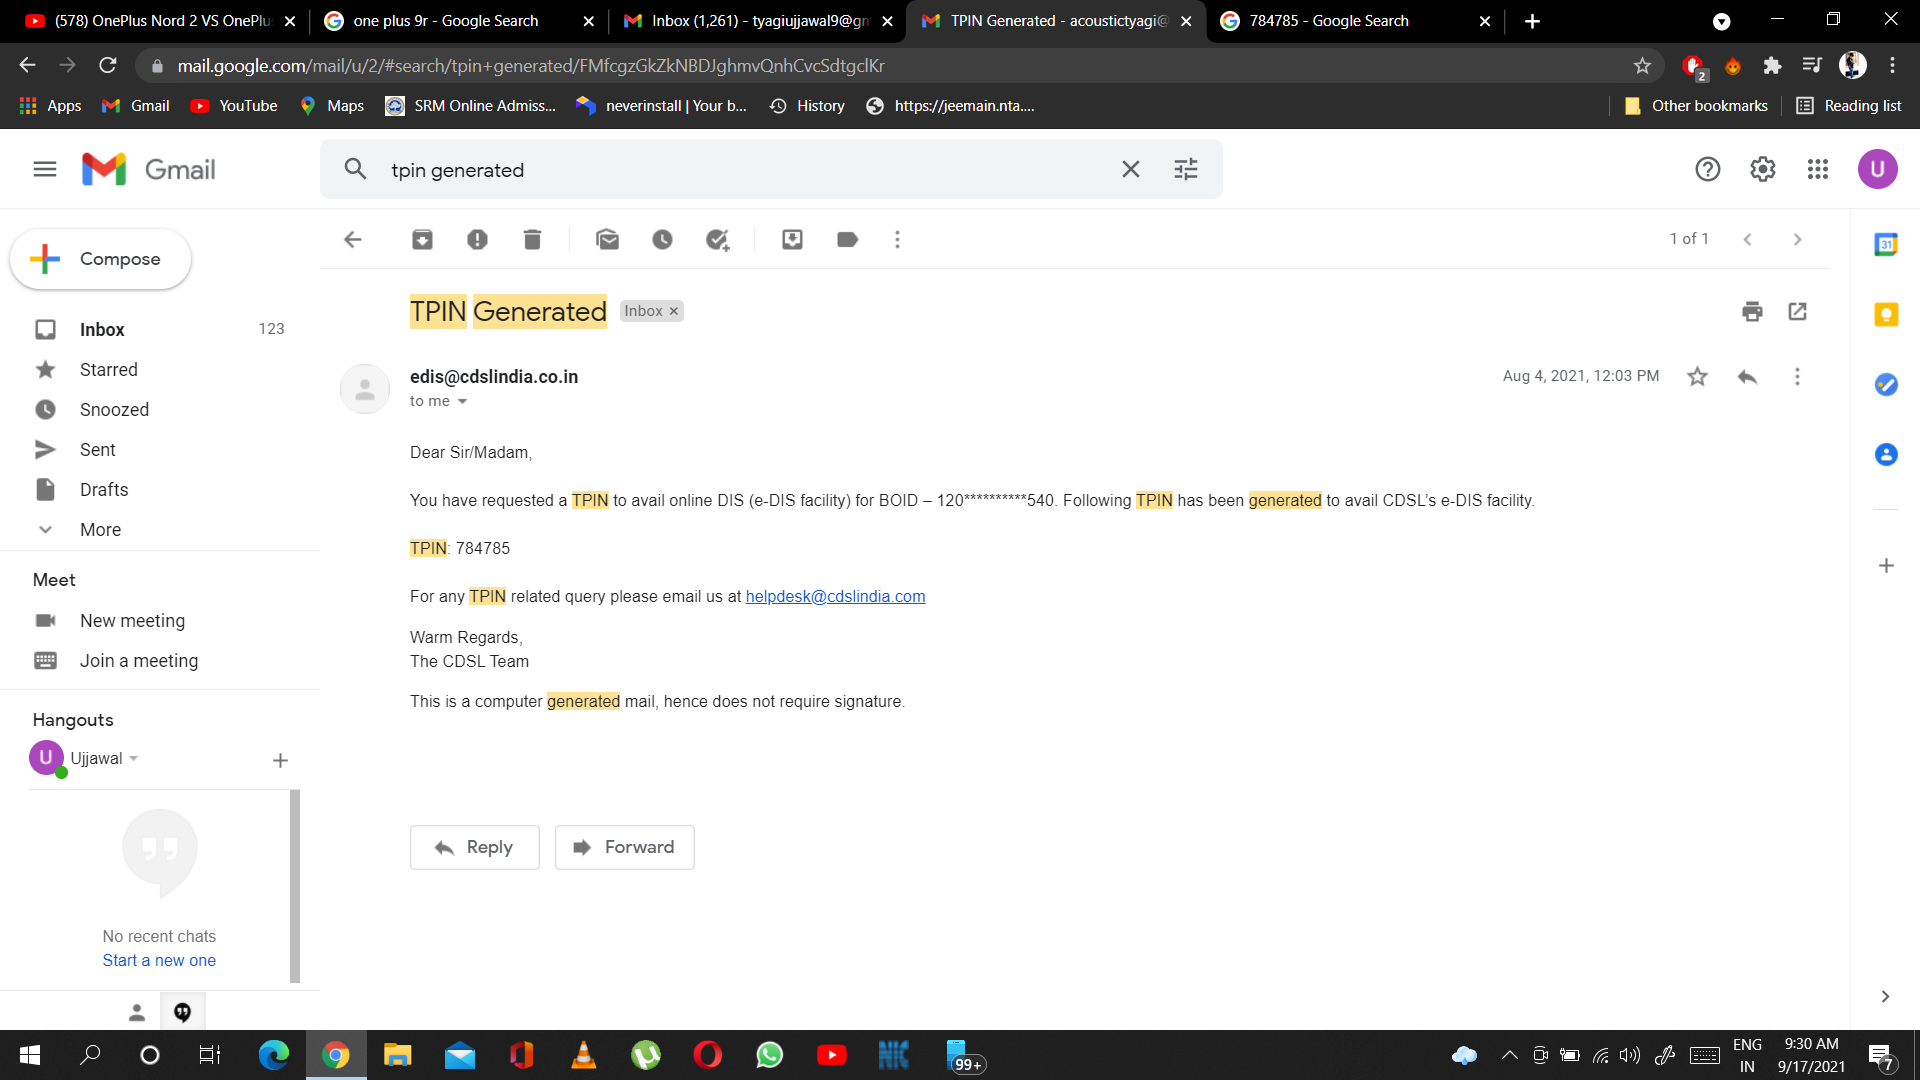 (578) OnePlus Nord 2 VS OnePlus
one plus 9r - Google Search
Inbox (1,261) - tyagiujjawal9@gm
TPIN Generated - acoustictyagi@
784785 - Google Search
mail.google.com/mail/u/2/#search/tpin+generated/FMfcgzGkZkNBDJghmvQnhCvcSdtgclKr
2
Apps
Gmail
YouTube
Maps
SRM Online Admiss...
neverinstall | Your b...
History
https://jeemain.nta....
Other bookmarks
Reading list
Gmail
tpin generated
U
Compose
1 of 1
31
TPIN Generated
Inbox ×
Inbox 123
Starred
Snoozed
Sent
Drafts
More
edis@cdslindia.co.in
Aug 4, 2021, 12:03 PM
to me
Dear Sir/Madam,
You have requested a TPIN to avail online DIS (e-DIS facility) for BOID – 120**********540. Following TPIN has been generated to avail CDSL's e-DIS facility.
TPIN: 784785
For any TPIN related query please email us at helpdesk@cdslindia.com
Warm Regards,
The CDSL Team
This is a computer generated mail, hence does not require signature.
Reply
Forward
Meet
New meeting
Join a meeting
Hangouts
U
Ujjawal
No recent chats
Start a new one
NIC
99+
ENG
IN
9:30 AM
9/17/2021
7